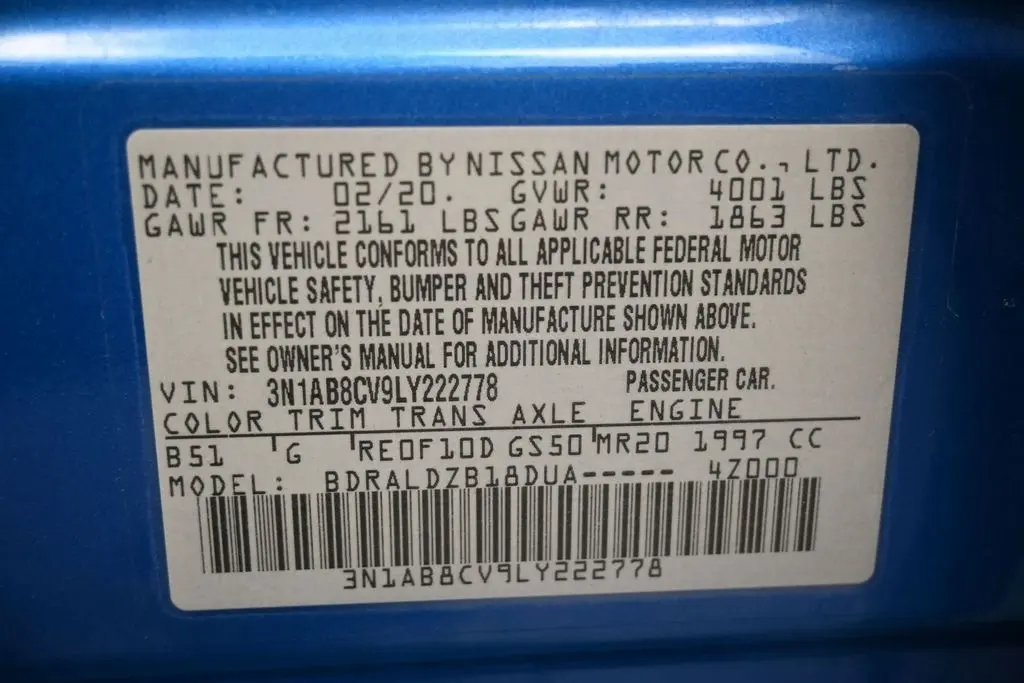 MANUFACTURED BY NISSAN MOTOR CO., LTD.
DATE: 02/20. GVWR: 4001 LBS
GAWR FR: 2161 LBS GAWR RR: 1863 LBS
THIS VEHICLE CONFORMS TO ALL APPLICABLE FEDERAL MOTOR
VEHICLE SAFETY, BUMPER AND THEFT PREVENTION STANDARDS
IN EFFECT ON THE DATE OF MANUFACTURE SHOWN ABOVE.
SEE OWNER'S MANUAL FOR ADDITIONAL INFORMATION.
VIN: 3N1AB8CV9LY222778 PASSENGER CAR.
COLOR TRIM TRANS AXLE ENGINE
B51 G RE0F10D GS50 MR20 1997 CC
MODEL: BDRALDZB18DUA----- 4Z000
3N1AB8CV9LY222778